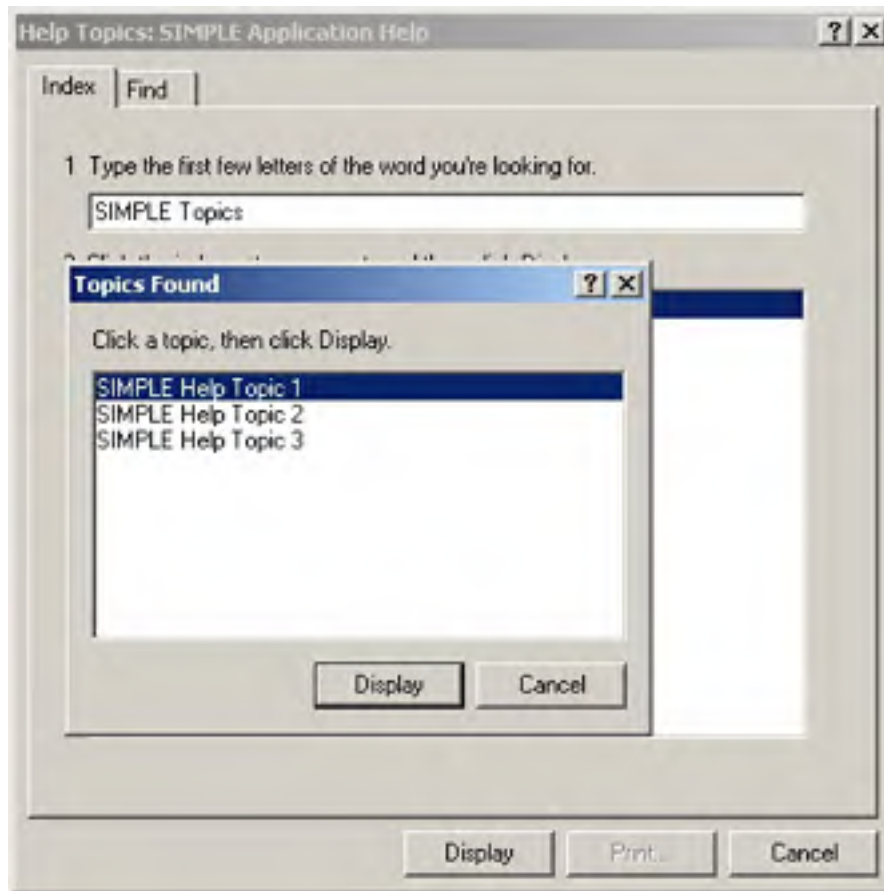 Help Topics: SIMPLE Application Help
Index Find
1 Type the first few letters of the word you're looking for.
SIMPLE Topics
Topics Found
Click a topic, then click Display.
SIMPLE Help Topic 1
SIMPLE Help Topic 2
SIMPLE Help Topic 3
Display Cancel
Display Print... Cancel